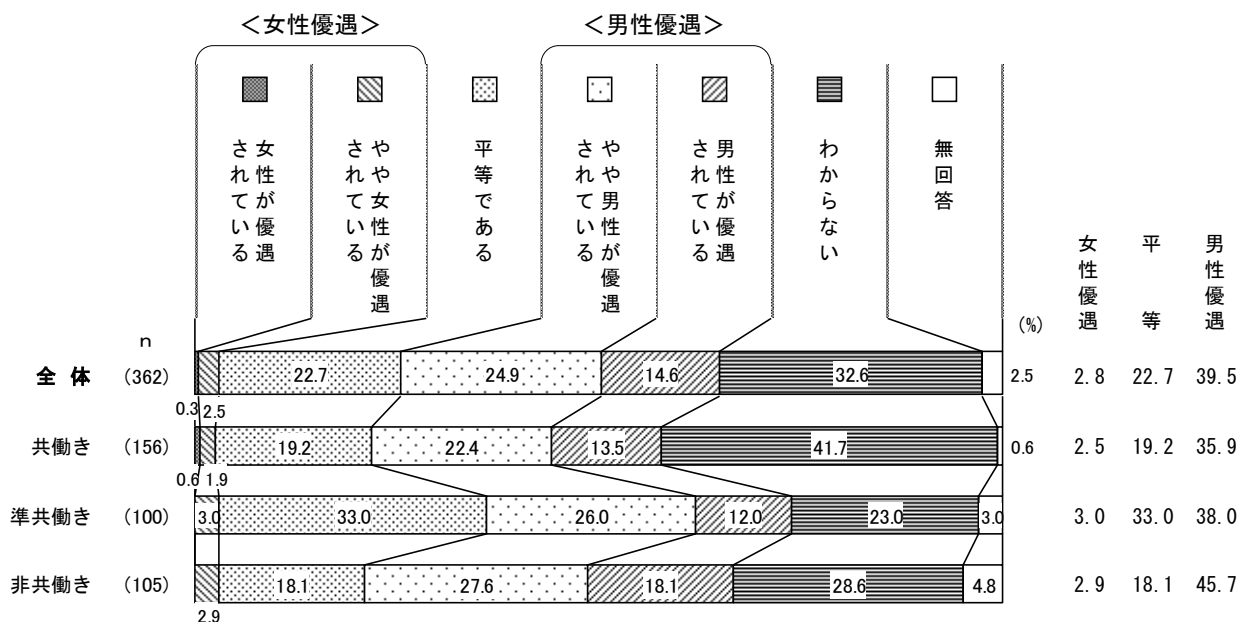 ＜女性優遇＞ ＜男性優遇＞
女性が優遇されている
やや女性が優遇されている
平等である
やや男性が優遇されている
男性が優遇されている
わからない
無回答
女性優遇 平等 男性優遇
n (%)
全体 (362) 22.7 24.9 14.6 32.6 2.5 2.8 22.7 39.5
0.3 2.5
共働き (156) 19.2 22.4 13.5 41.7 0.6 2.5 19.2 35.9
0.6 1.9
準共働き (100) 3.0 33.0 26.0 12.0 23.0 3.0 3.0 33.0 38.0
非共働き (105) 18.1 27.6 18.1 28.6 4.8 2.9 18.1 45.7
2.9